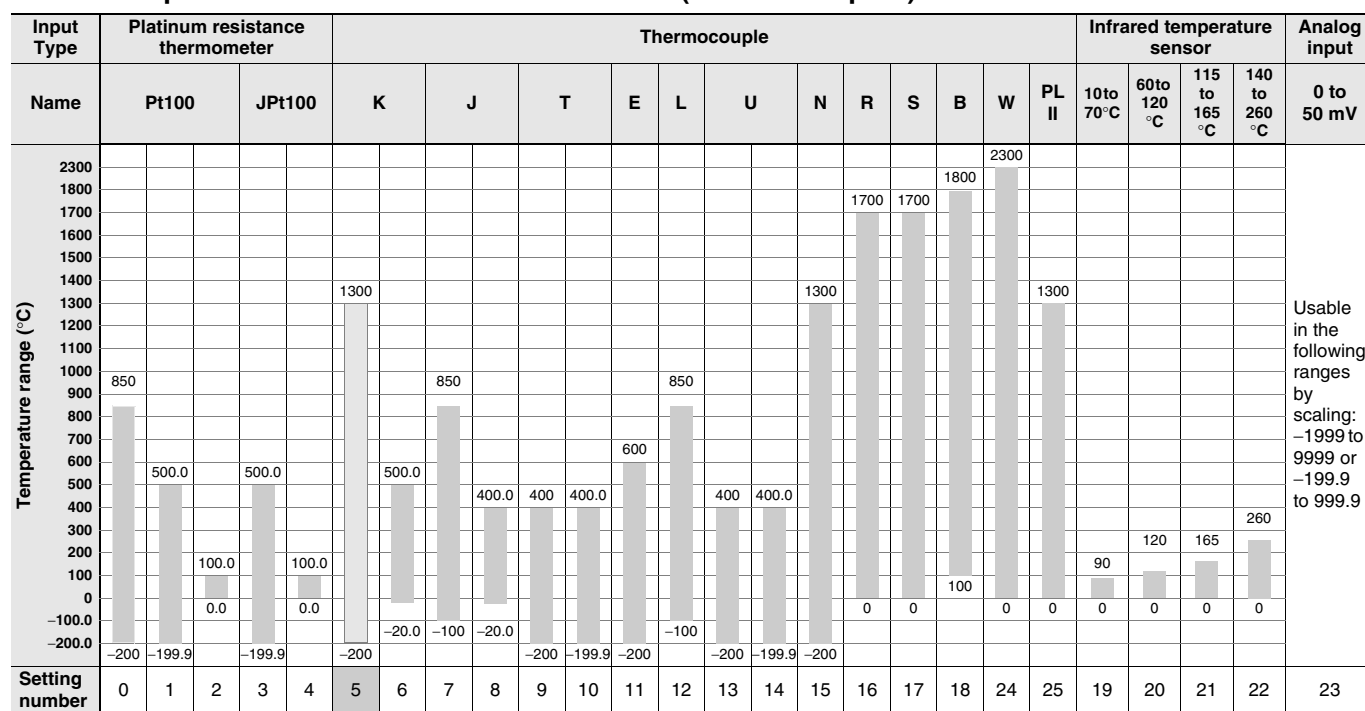 Input Type
Platinum resistance thermometer
Thermocouple
Infrared temperature sensor
Analog input
Name
Pt100
JPt100
K
J
T
E
L
U
N
R
S
B
W
PL II
10 to 70°C
60 to 120 °C
115 to 165 °C
140 to 260 °C
0 to 50 mV
Temperature range (°C)
2300
1800
1700
1600
1500
1400
1300
1200
1100
1000
900
800
700
600
500
400
300
200
100
0
−100.0
−200.0
850
−200
500.0
−199.9
100.0
0.0
500.0
−199.9
100.0
0.0
1300
−200
500.0
−20.0
850
−100
400.0
−20.0
400
−200
400.0
−199.9
600
−200
850
−100
400
−200
400.0
−199.9
1300
−200
1700
0
1700
0
1800
100
2300
0
1300
0
90
0
120
0
165
0
260
0
Usable
in the
following
ranges
by
scaling:
−1999 to
9999 or
−199.9
to 999.9
Setting number
0 1 2 3 4 5 6 7 8 9 10 11 12 13 14 15 16 17 18 24 25 19 20 21 22 23